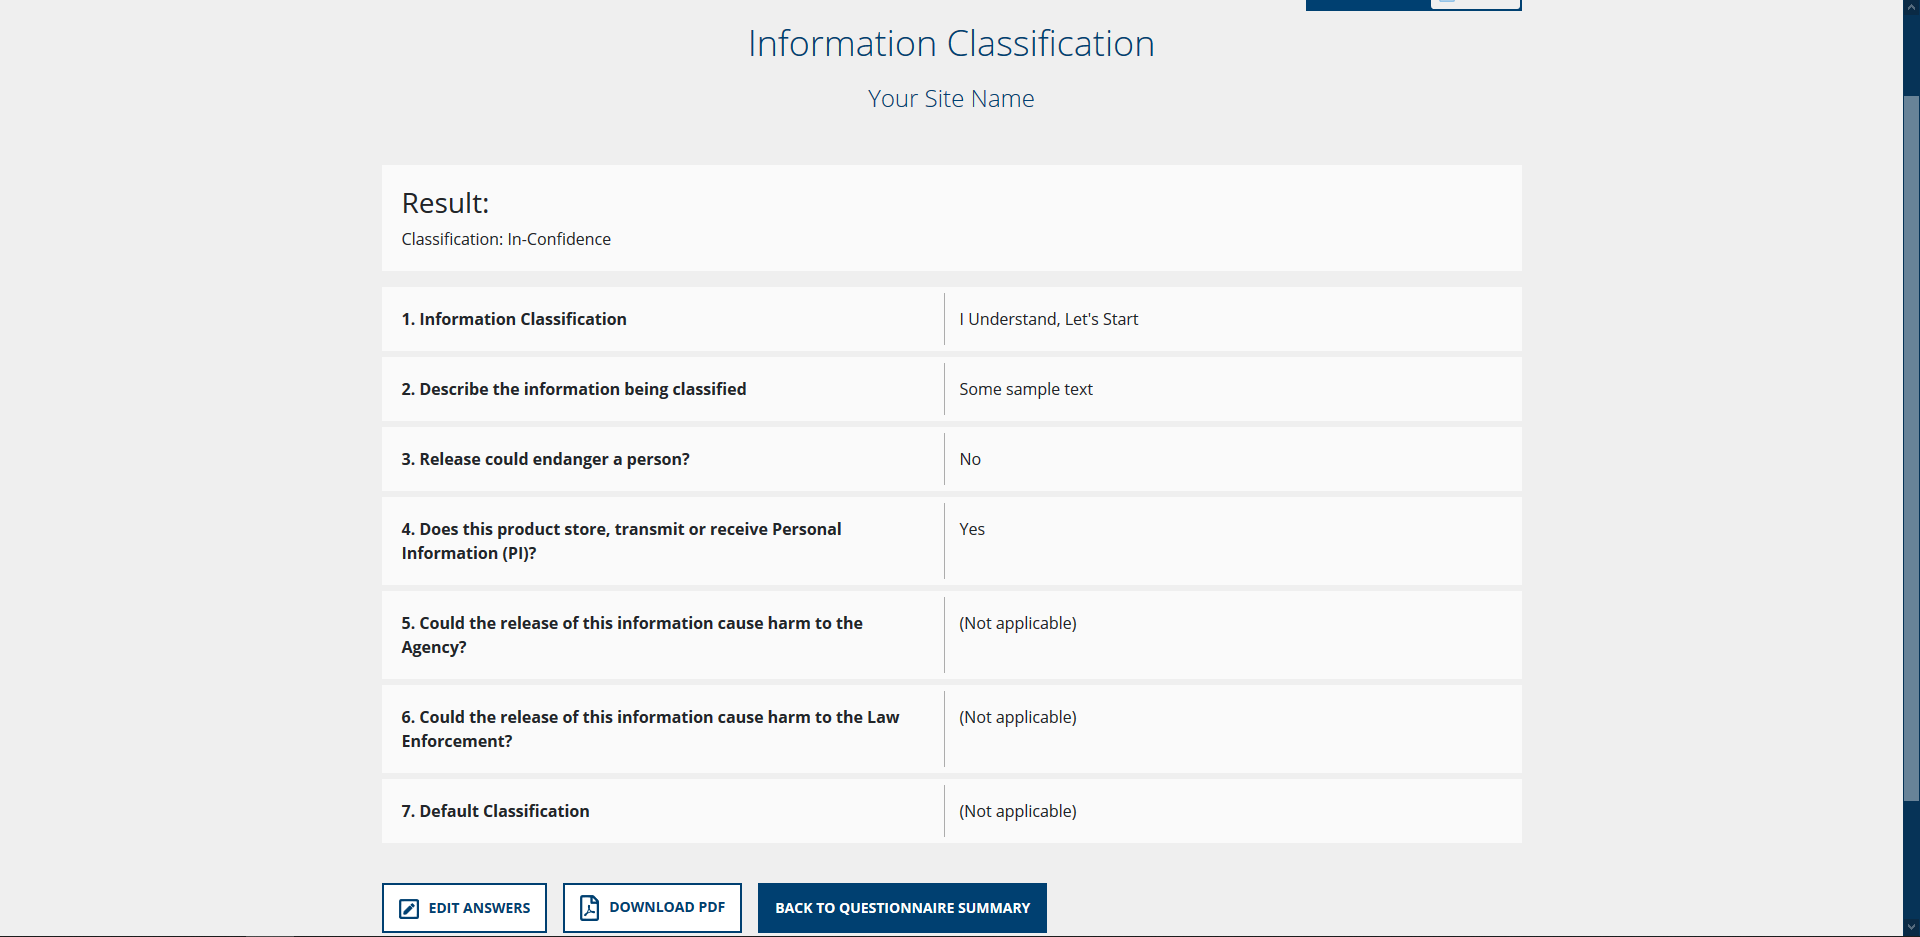 Information Classification
Your Site Name
Result:
Classification: In-Confidence
1. Information Classification
I Understand, Let's Start
2. Describe the information being classified
Some sample text
3. Release could endanger a person?
No
4. Does this product store, transmit or receive Personal
Information (PI)?
Yes
5. Could the release of this information cause harm to the
Agency?
(Not applicable)
6. Could the release of this information cause harm to the Law
Enforcement?
(Not applicable)
7. Default Classification
(Not applicable)
EDIT ANSWERS
DOWNLOAD PDF
BACK TO QUESTIONNAIRE SUMMARY